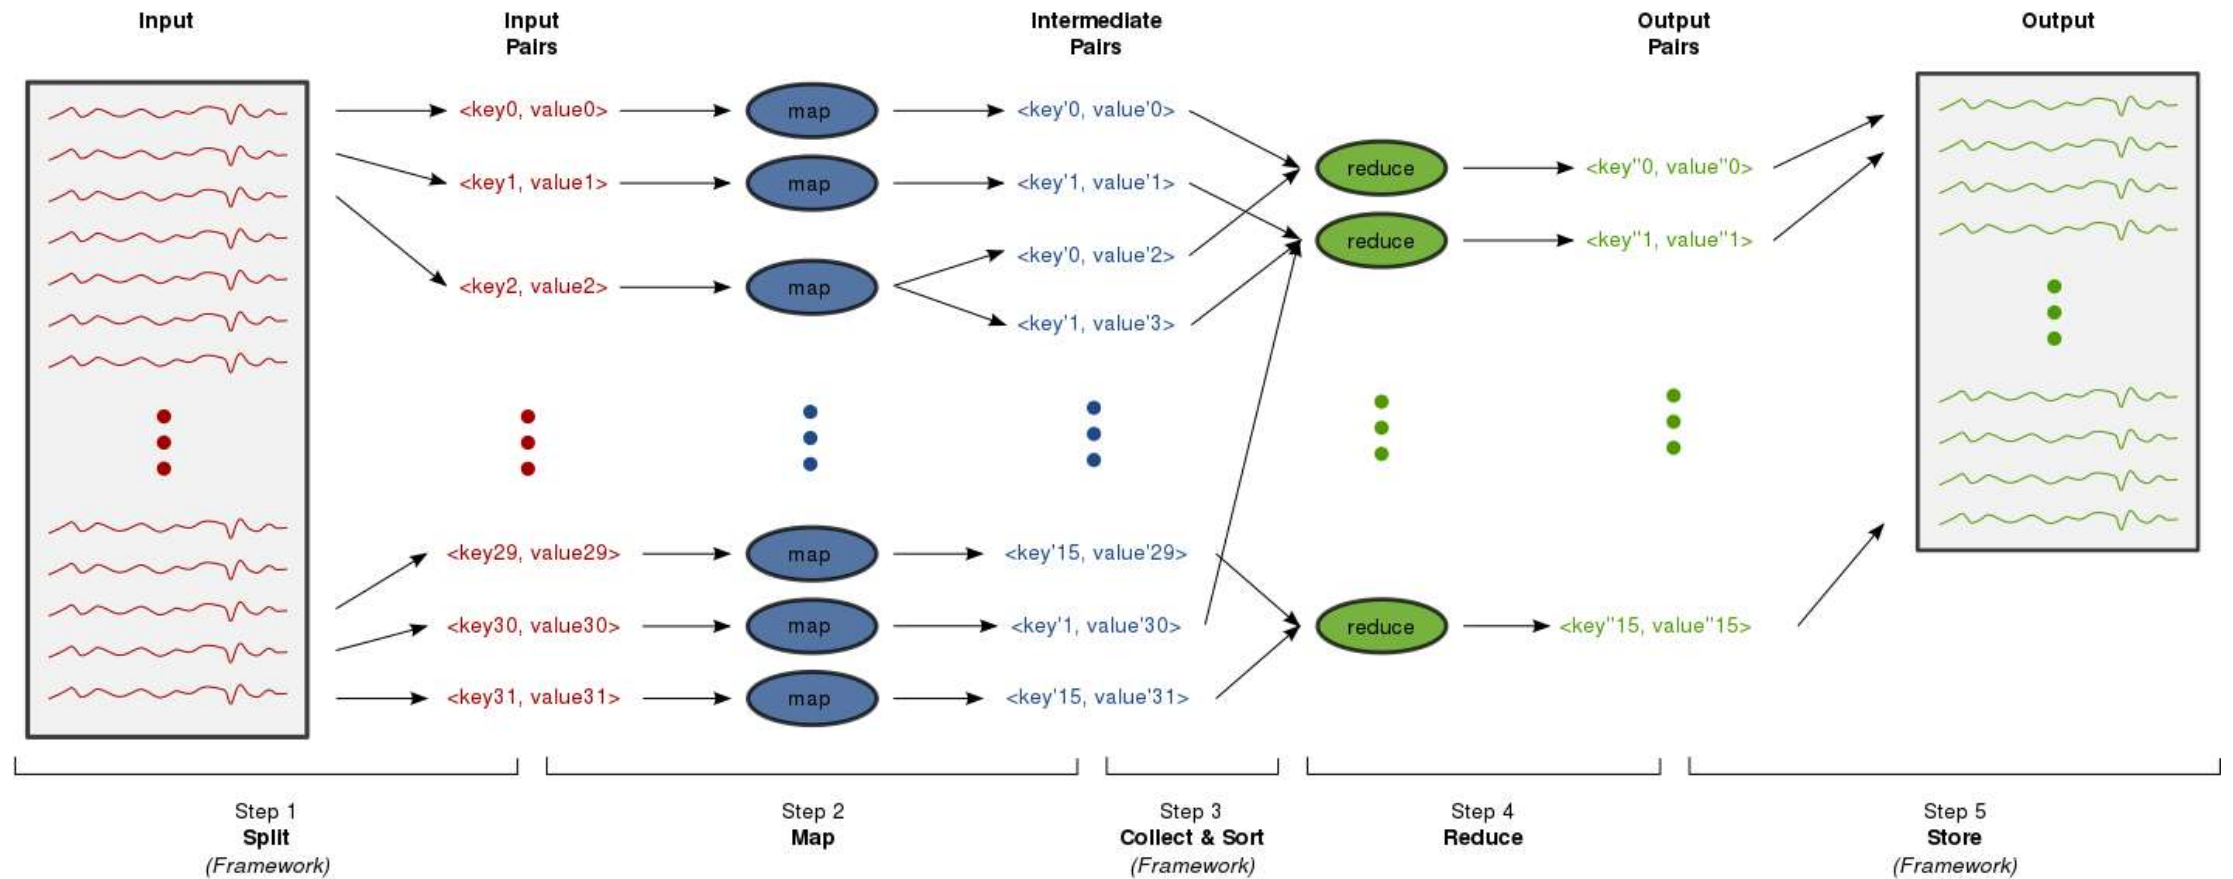 Input
Input
Pairs
Intermediate
Pairs
Output
Pairs
Output
<key0, value0>
map
<key'0, value'0>
<key1, value1>
map
<key'1, value'1>
reduce
<key"0, value"0>
<key'0, value'2>
reduce
<key"1, value"1>
<key2, value2>
map
<key'1, value'3>
<key29, value29>
map
<key'15, value'29>
<key30, value30>
map
<key'1, value'30>
reduce
<key"15, value"15>
<key31, value31>
map
<key'15, value'31>
Step 1
Split
(Framework)
Step 2
Map
Step 3
Collect & Sort
(Framework)
Step 4
Reduce
Step 5
Store
(Framework)